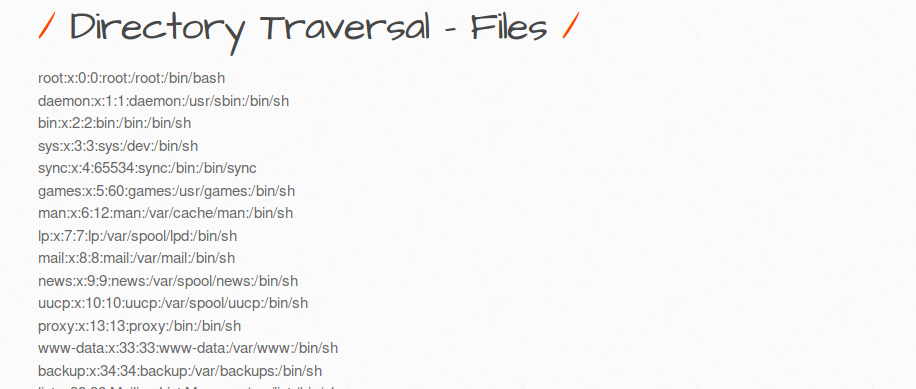 / Directory Traversal - Files /
root:x:0:0:root:/root:/bin/bash
daemon:x:1:1:daemon:/usr/sbin:/bin/sh
bin:x:2:2:bin:/bin:/bin/sh
sys:x:3:3:sys:/dev:/bin/sh
sync:x:4:65534:sync:/bin:/bin/sync
games:x:5:60:games:/usr/games:/bin/sh
man:x:6:12:man:/var/cache/man:/bin/sh
lp:x:7:7:lp:/var/spool/lpd:/bin/sh
mail:x:8:8:mail:/var/mail:/bin/sh
news:x:9:9:news:/var/spool/news:/bin/sh
uucp:x:10:10:uucp:/var/spool/uucp:/bin/sh
proxy:x:13:13:proxy:/bin:/bin/sh
www-data:x:33:33:www-data:/var/www:/bin/sh
backup:x:34:34:backup:/var/backups:/bin/sh